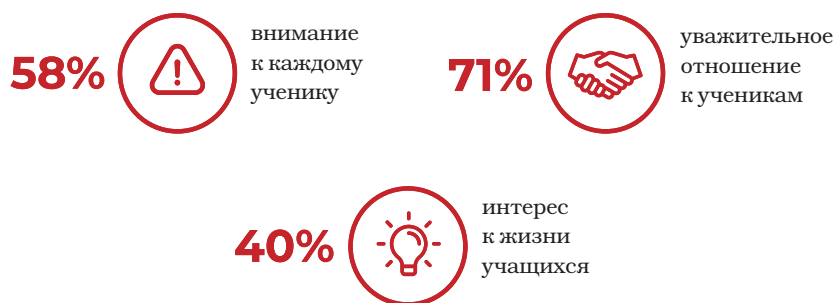 58%
внимание
к каждому
ученику
71%
уважительное
отношение
к ученикам
40%
интерес
к жизни
учащихся